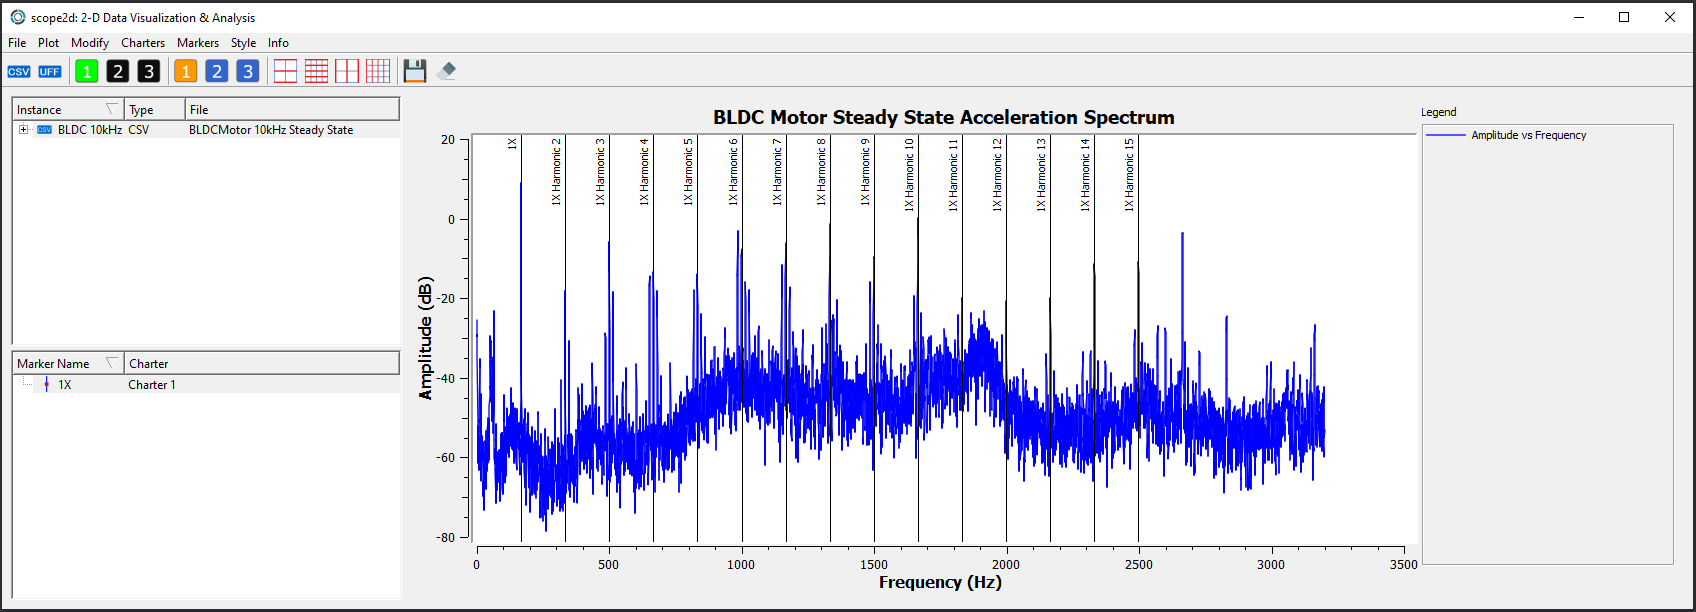 scope2d: 2-D Data Visualization & Analysis
File Plot Modify Charters Markers Style Info
CSV UFF 1 2 3 1 2 3
Instance Type File
CSV BLDC 10kHz CSV BLDCMotor 10kHz Steady State
Marker Name Charter
1X Charter 1
BLDC Motor Steady State Acceleration Spectrum
1X
1X Harmonic 2
1X Harmonic 3
1X Harmonic 4
1X Harmonic 5
1X Harmonic 6
1X Harmonic 7
1X Harmonic 8
1X Harmonic 9
1X Harmonic 10
1X Harmonic 11
1X Harmonic 12
1X Harmonic 13
1X Harmonic 14
1X Harmonic 15
Amplitude (dB)
20
0
-20
-40
-60
-80
0 500 1000 1500 2000 2500 3000 3500
Frequency (Hz)
Legend
Amplitude vs Frequency